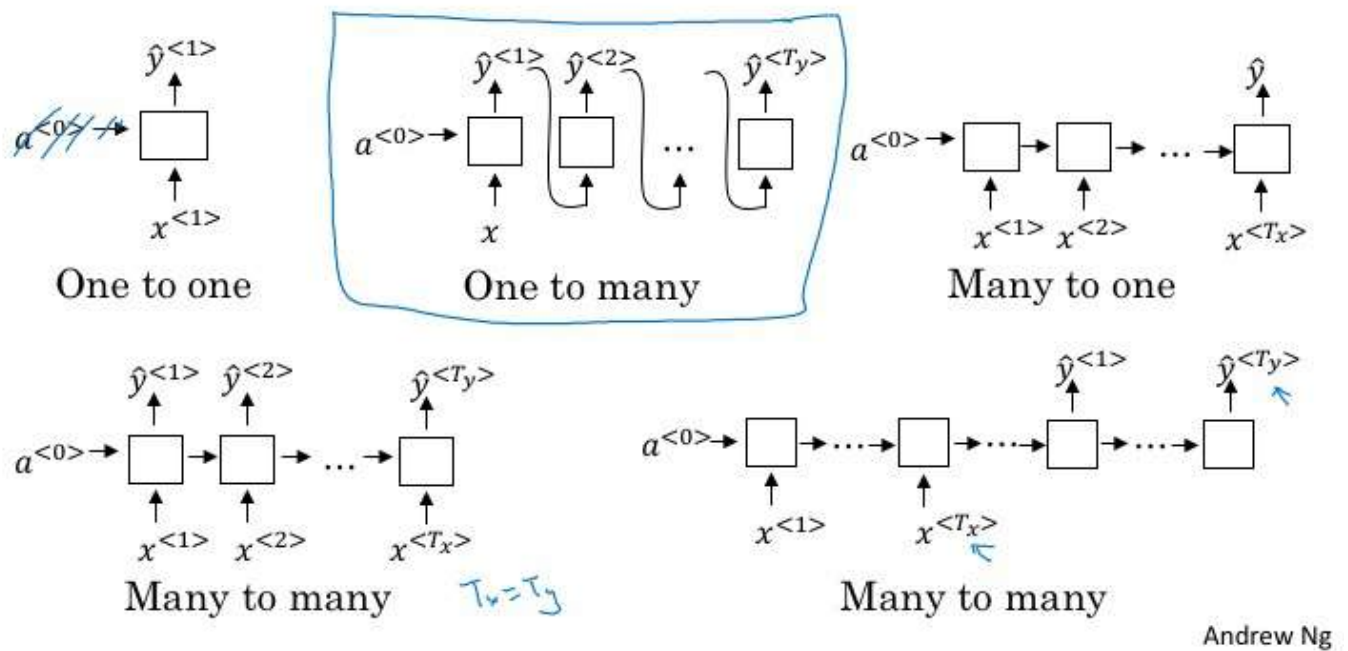 ŷ<1>
a<0>
x<1>
One to one
ŷ<1> ŷ<2> ŷ<Ty>
a<0> ...
x
One to many
ŷ
a<0> ...
x<1> x<2> x<Tx>
Many to one
ŷ<1> ŷ<2> ŷ<Ty>
a<0> ...
x<1> x<2> x<Tx>
Many to many
Tx=Ty
ŷ<1> ŷ<Ty>
a<0> ... ... ...
x<1> x<Tx>
Many to many
Andrew Ng